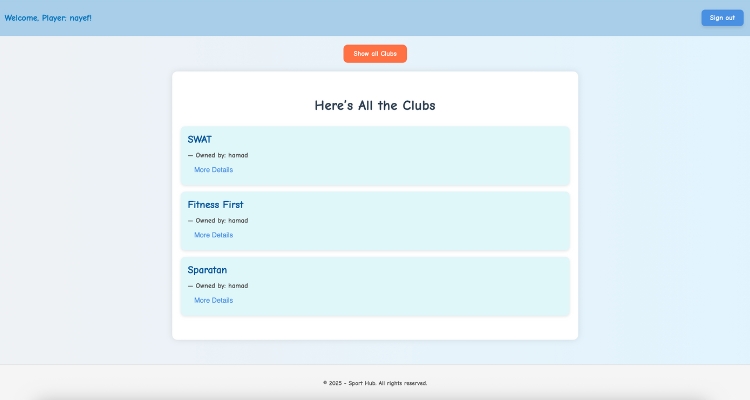 Welcome, Player: nayef!
Sign out
Show all Clubs
Here's All the Clubs
SWAT
— Owned by: hamad
More Details
Fitness First
— Owned by: hamad
More Details
Sparatan
— Owned by: hamad
More Details
© 2025 - Sport Hub. All rights reserved.